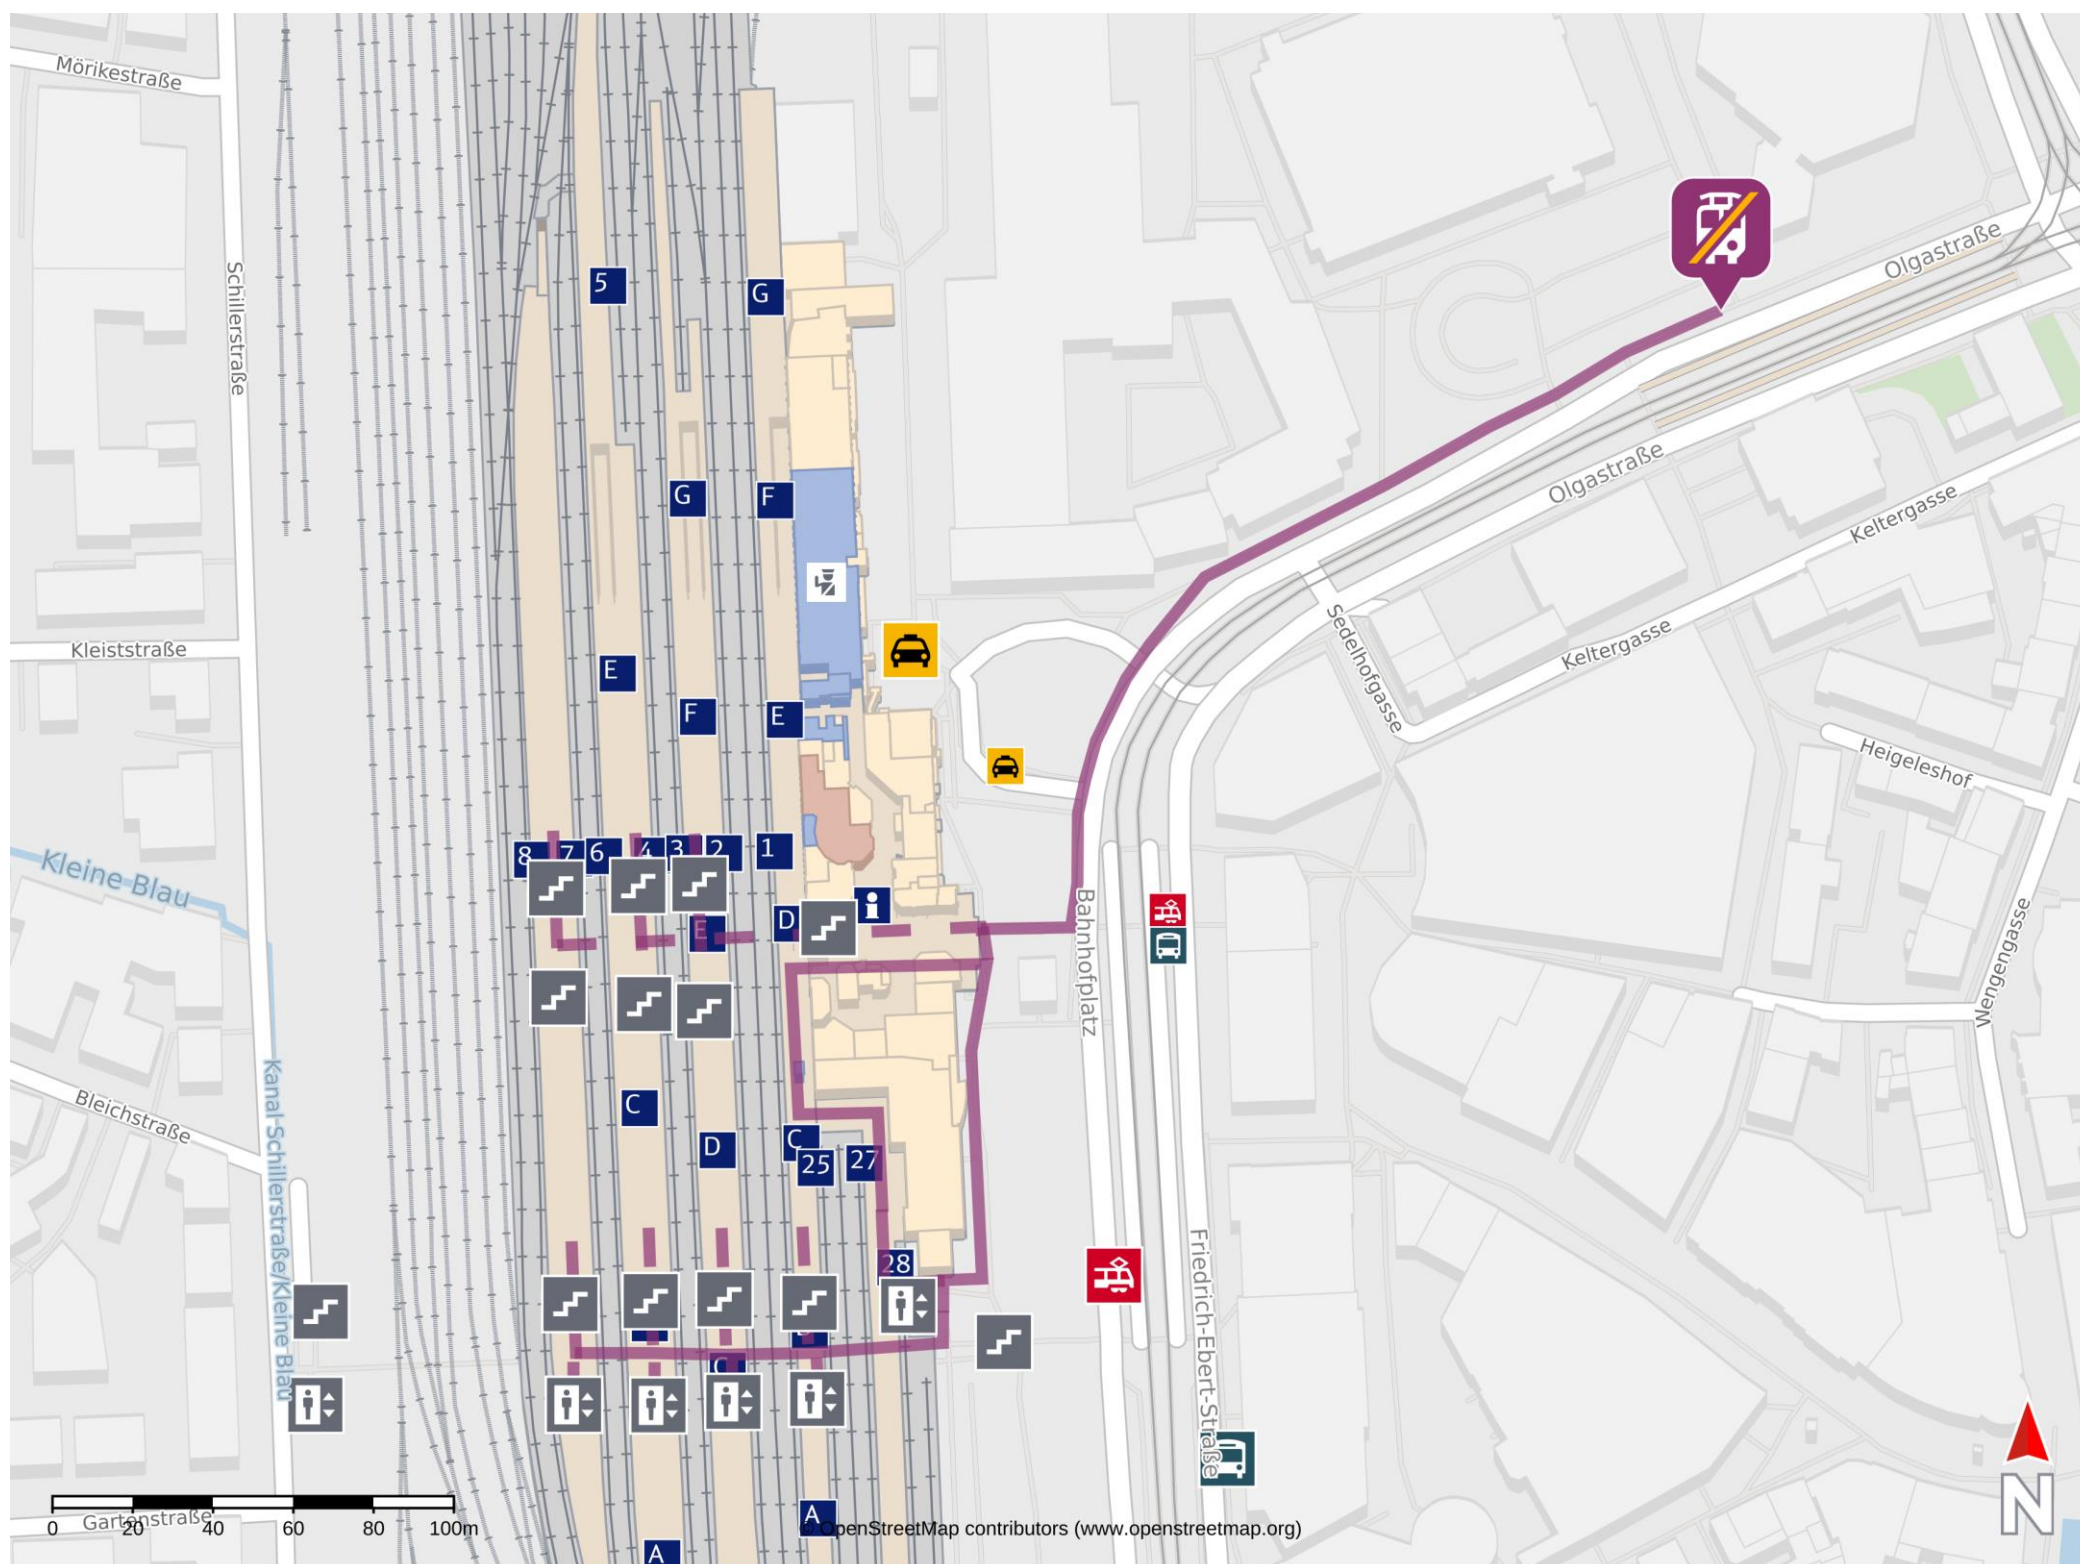 Mörikestraße
Olgastraße
Schillerstraße
5
G
Olgastraße
G
F
Keltergasse
Sedelhofgasse
Keltergasse
Kleiststraße
E
F
E
Heigeleshof
8
7
6
4
3
2
1
Kleine Blau
E
D
i
Bahnhofplatz
Wengengasse
C
Bleichstraße
D
C
25
27
Kanal Schillerstraße/Kleine Blau
28
Friedrich-Ebert-Straße
C
A
A
N
0
20
40
60
80
100m
Gartenstraße
© OpenStreetMap contributors (www.openstreetmap.org)